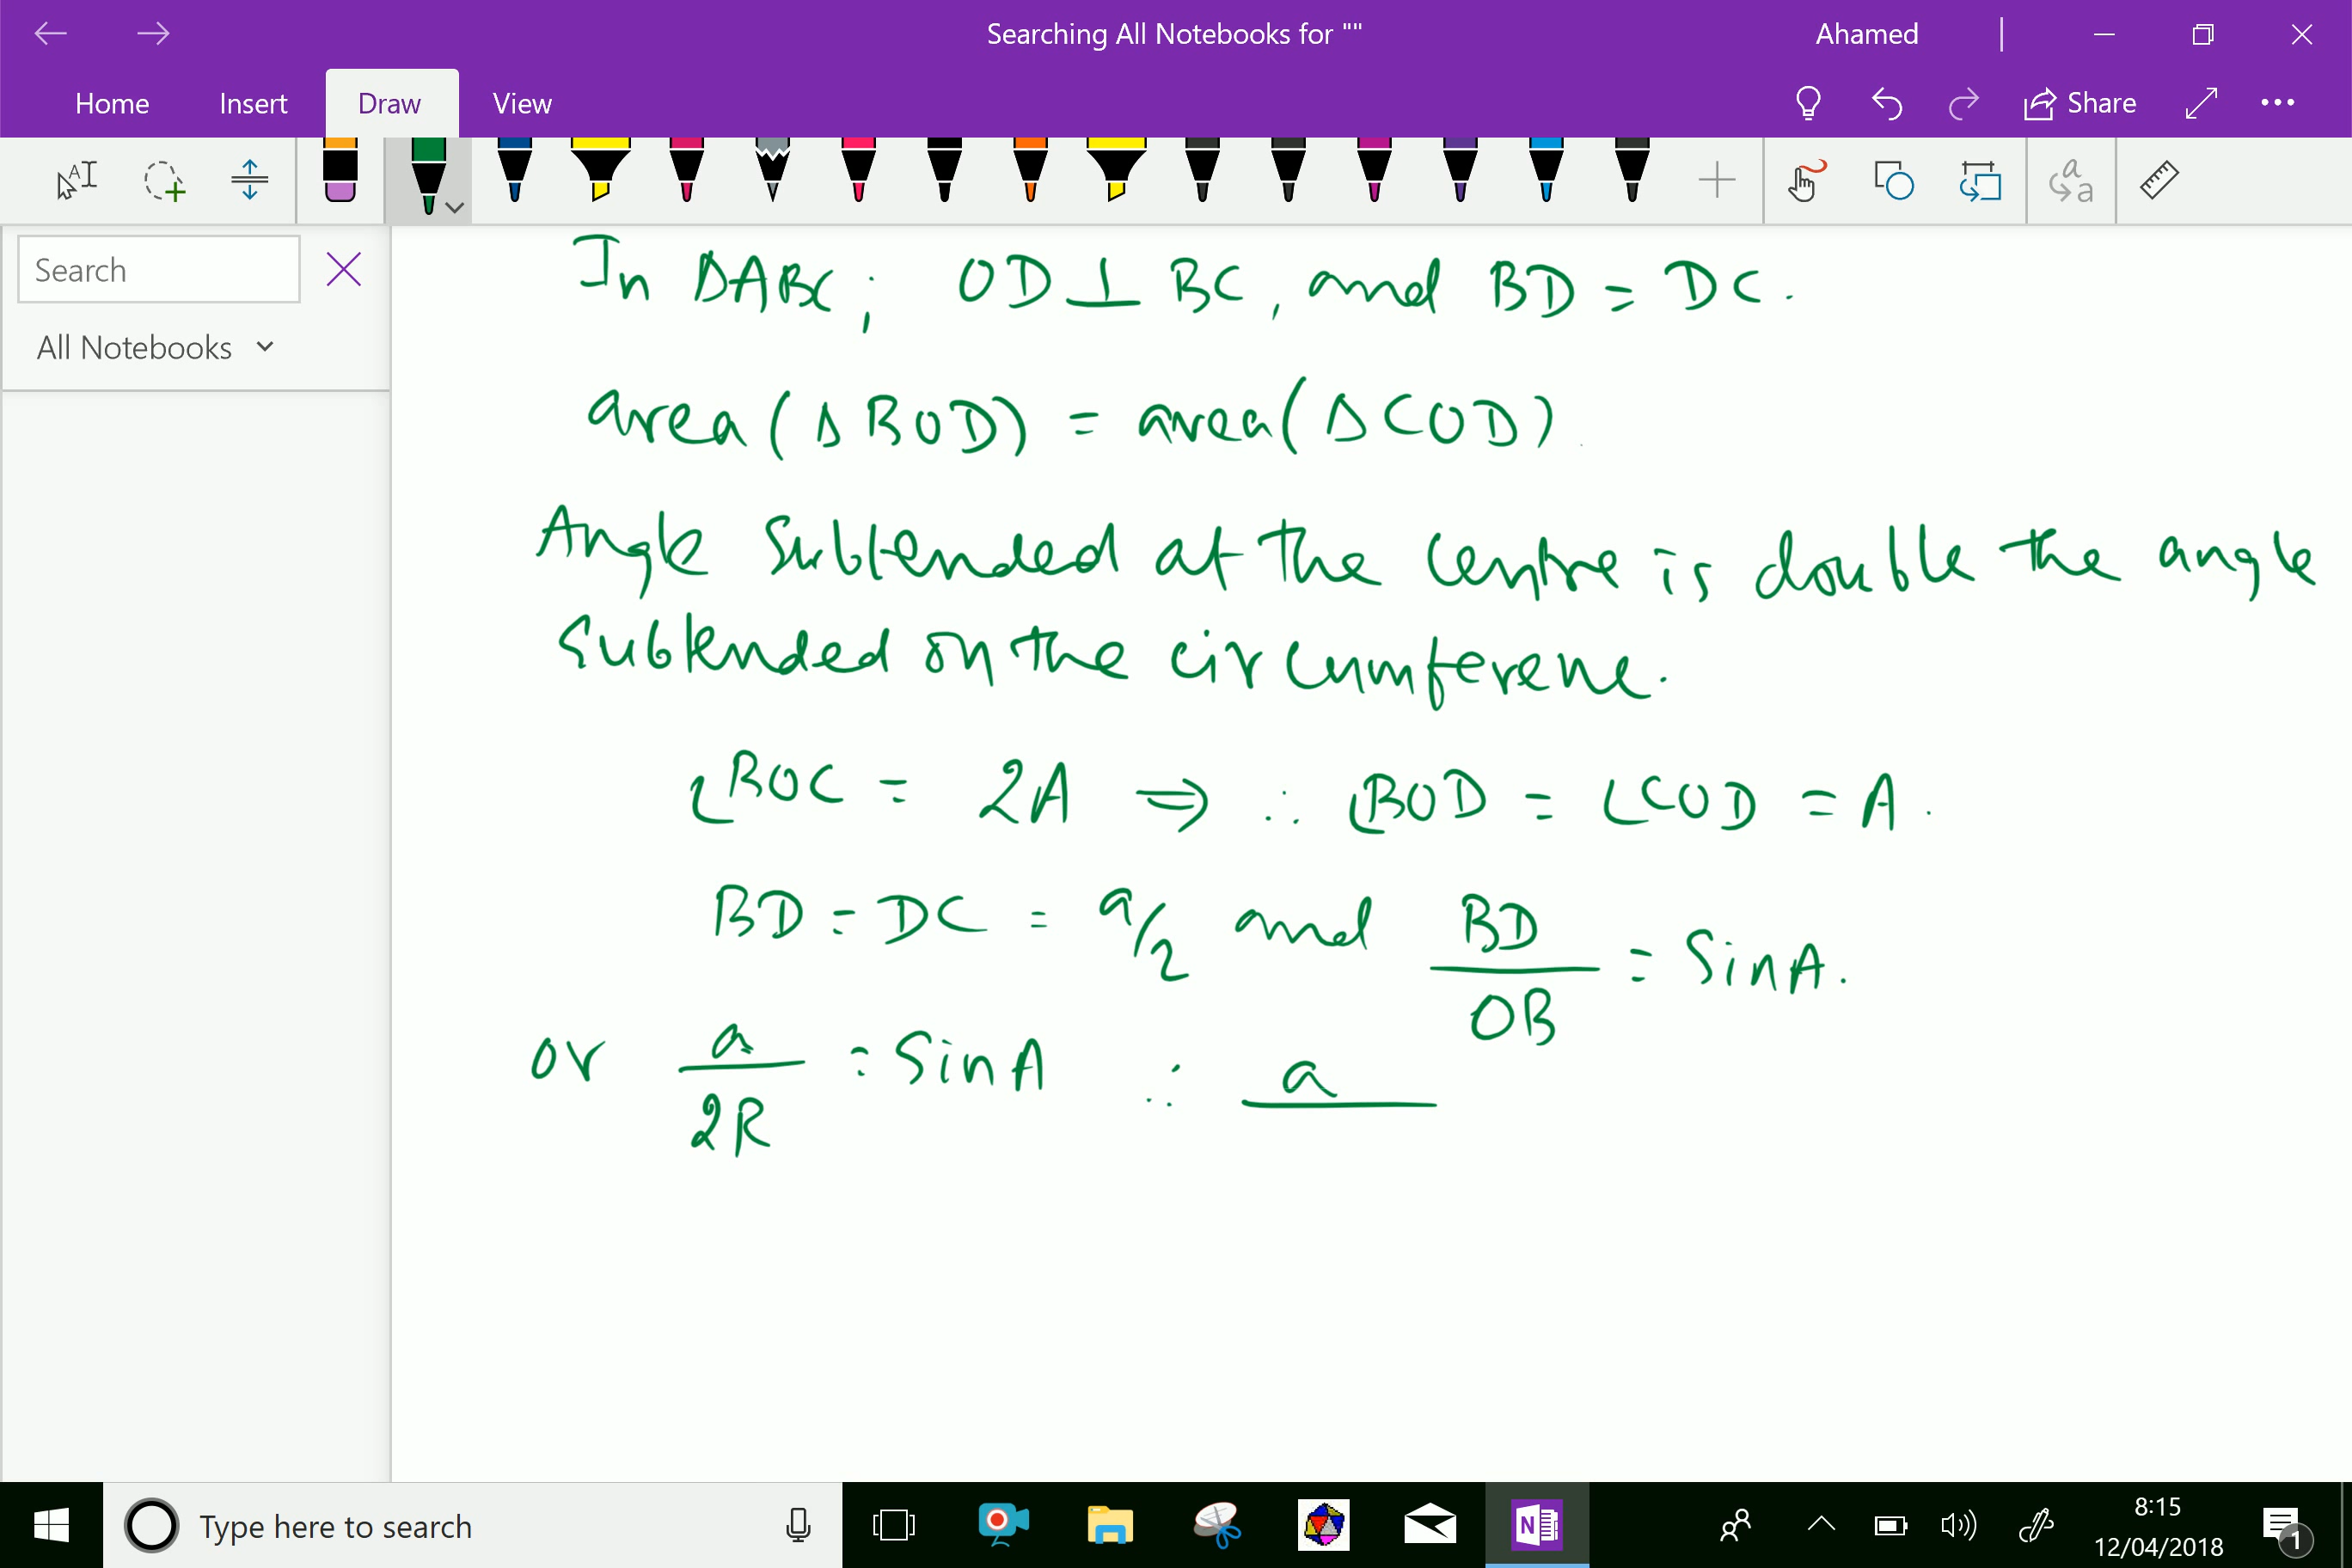 Searching All Notebooks for ""
Ahamed
Home Insert Draw View
Share
Search
All Notebooks
In ΔABC; OD ⊥ BC, and BD = DC.
area(ΔBOD) = area(ΔCOD)
Angle subtended at the centre is double the angle
subtended on the circumference.
∠BOC = 2A ⇒ ∴ ∠BOD = ∠COD = A.
BD = DC = a/2 and BD/OB = SinA.
or a/2R = SinA ∴ a
Type here to search
8:15
12/04/2018
1